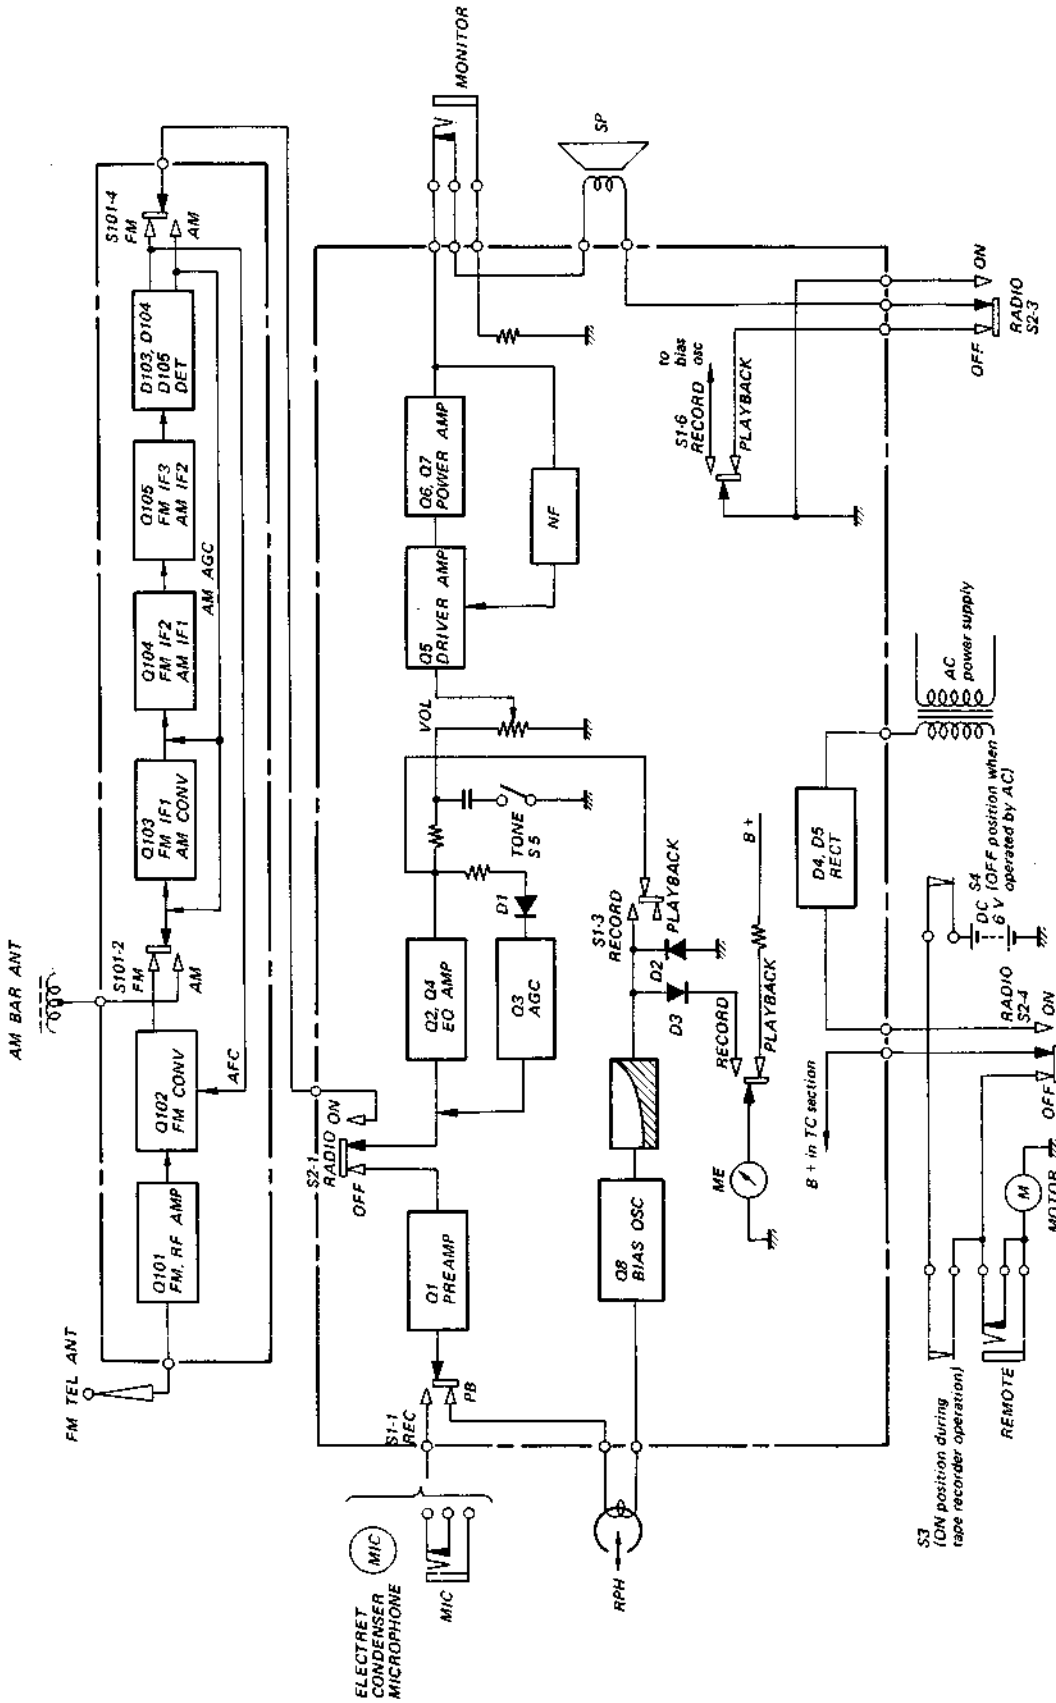 AM BAR ANT
FM TEL ANT
Q101
FM, RF AMP
Q102
FM CONV
AFC
S101-2
FM
AM
Q103
FM IF1
AM CONV
Q104
FM IF2
AM IF1
AM AGC
Q105
FM IF3
AM IF2
D103, D104
D105
DET
S101-4
FM
AM
ELECTRET
CONDENSER
MICROPHONE
MIC
MIC
S1-1
REC
PB
Q1
PREAMP
S2-1
RADIO
OFF
ON
Q2, Q4
EQ AMP
Q3
AGC
D1
TONE
S5
VOL
Q5
DRIVER AMP
Q6, Q7
POWER AMP
NF
MONITOR
SP
RPH
Q8
BIAS OSC
S1-3
RECORD
PLAYBACK
D2
D3
RECORD
PLAYBACK
ME
B +
S1-6
RECORD
to
bias
osc
PLAYBACK
OFF
ON
RADIO
S2-3
B + in TC section
D4, D5
RECT
AC
power supply
S3
(ON position during
tape recorder operation)
REMOTE
M
MOTOR
OFF
ON
RADIO
S2-4
DC
6 V
S4
(OFF position when
operated by AC)